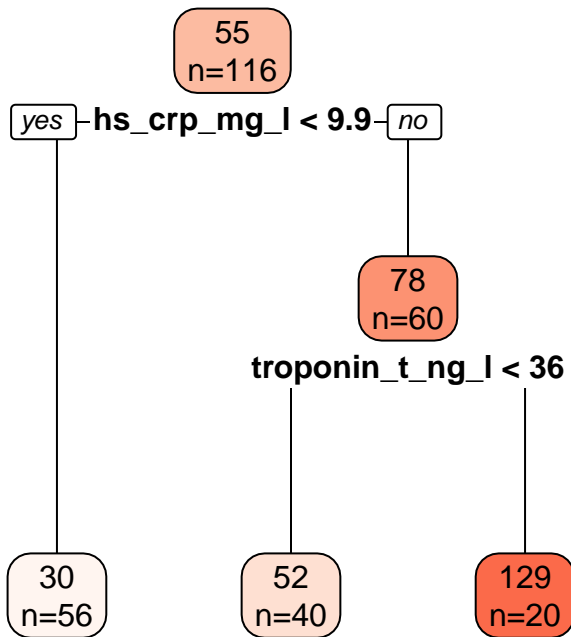 55
n=116
yes
hs_crp_mg_l < 9.9
no
78
n=60
troponin_t_ng_l < 36
30
n=56
52
n=40
129
n=20